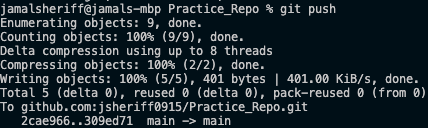 jamalsheriff@jamals-mbp Practice_Repo % git push
Enumerating objects: 9, done.
Counting objects: 100% (9/9), done.
Delta compression using up to 8 threads
Compressing objects: 100% (2/2), done.
Writing objects: 100% (5/5), 401 bytes | 401.00 KiB/s, done.
Total 5 (delta 0), reused 0 (delta 0), pack-reused 0 (from 0)
To github.com:jsheriff0915/Practice_Repo.git
   2cae966..309ed71  main -> main